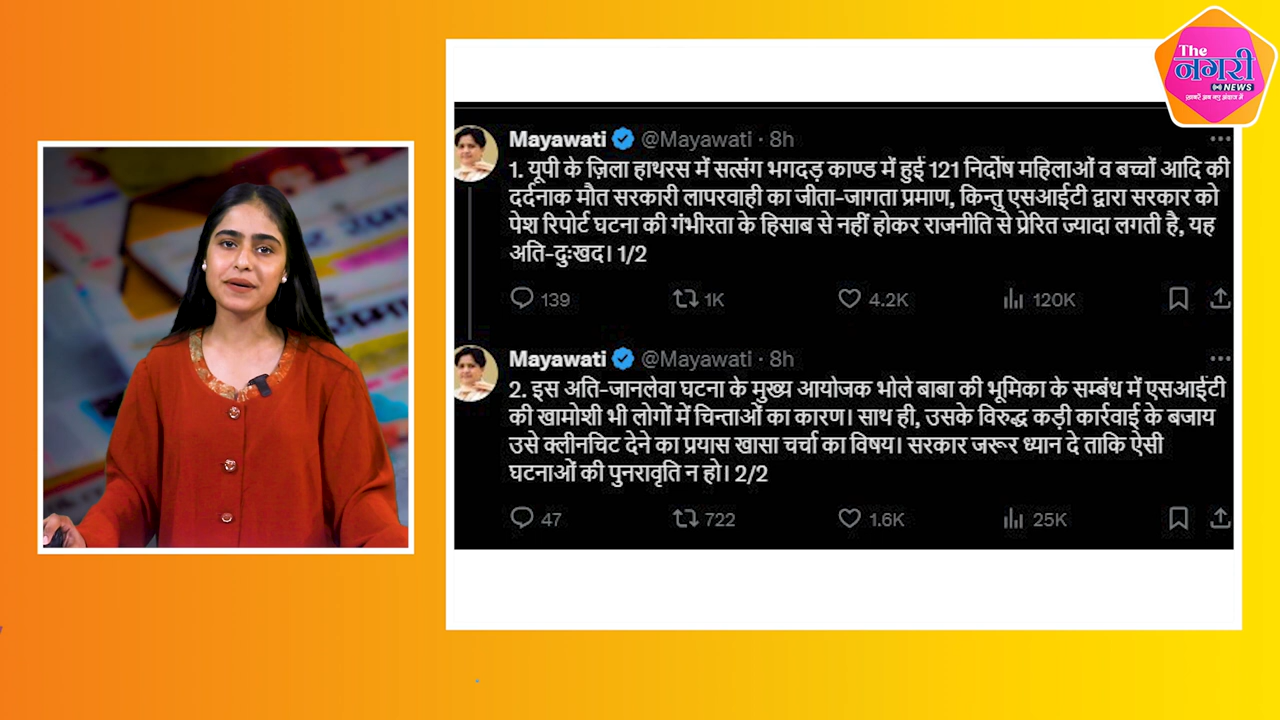 The
नगरी
NEWS
Mayawati @Mayawati · 8h
1. यूपी के ज़िला हाथरस में सत्संग भगदड़ काण्ड में हुई 121 निर्दोष महिलाओं व बच्चों आदि की
दर्दनाक मौत सरकारी लापरवाही का जीता-जागता प्रमाण, किन्तु एसआईटी द्वारा सरकार को
पेश रिपोर्ट घटना की गंभीरता के हिसाब से नहीं होकर राजनीति से प्रेरित ज्यादा लगती है, यह
अति-दुःखद। 1/2
139 1K 4.2K 120K
Mayawati @Mayawati · 8h
2. इस अति-जानलेवा घटना के मुख्य आयोजक भोले बाबा की भूमिका के सम्बंध में एसआईटी
की खामोशी भी लोगों में चिन्ताओं का कारण। साथ ही, उसके विरुद्ध कड़ी कार्रवाई के बजाय
उसे क्लीनचिट देने का प्रयास खासा चर्चा का विषय। सरकार जरूर ध्यान दे ताकि ऐसी
घटनाओं की पुनरावृति न हो। 2/2
47 722 1.6K 25K